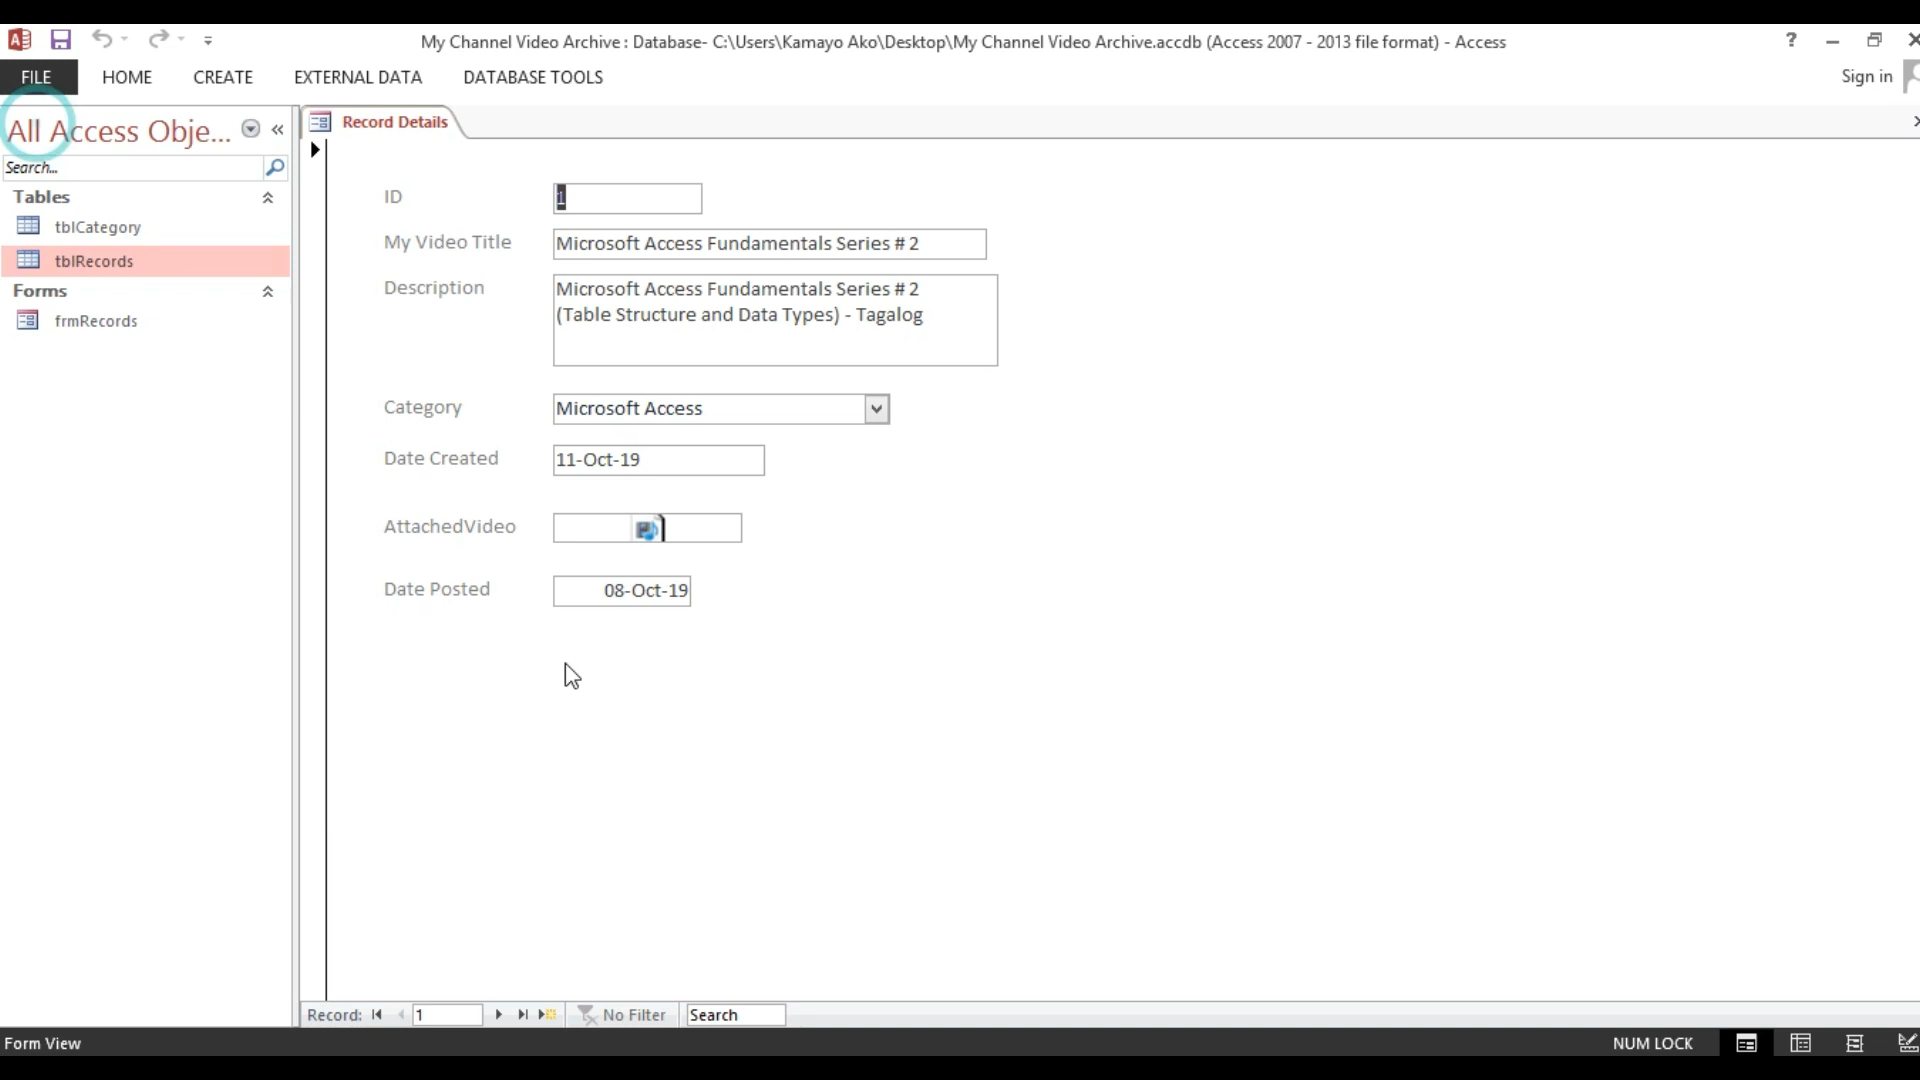 My Channel Video Archive : Database- C:\Users\Kamayo Ako\Desktop\My Channel Video Archive.accdb (Access 2007 - 2013 file format) - Access
FILE HOME CREATE EXTERNAL DATA DATABASE TOOLS
Sign in
All Access Obje...
Search...
Tables
tblCategory
tblRecords
Forms
frmRecords
Record Details
ID 1
My Video Title Microsoft Access Fundamentals Series # 2
Description Microsoft Access Fundamentals Series # 2
(Table Structure and Data Types) - Tagalog
Category Microsoft Access
Date Created 11-Oct-19
AttachedVideo
Date Posted 08-Oct-19
Record: 1 No Filter Search
Form View
NUM LOCK